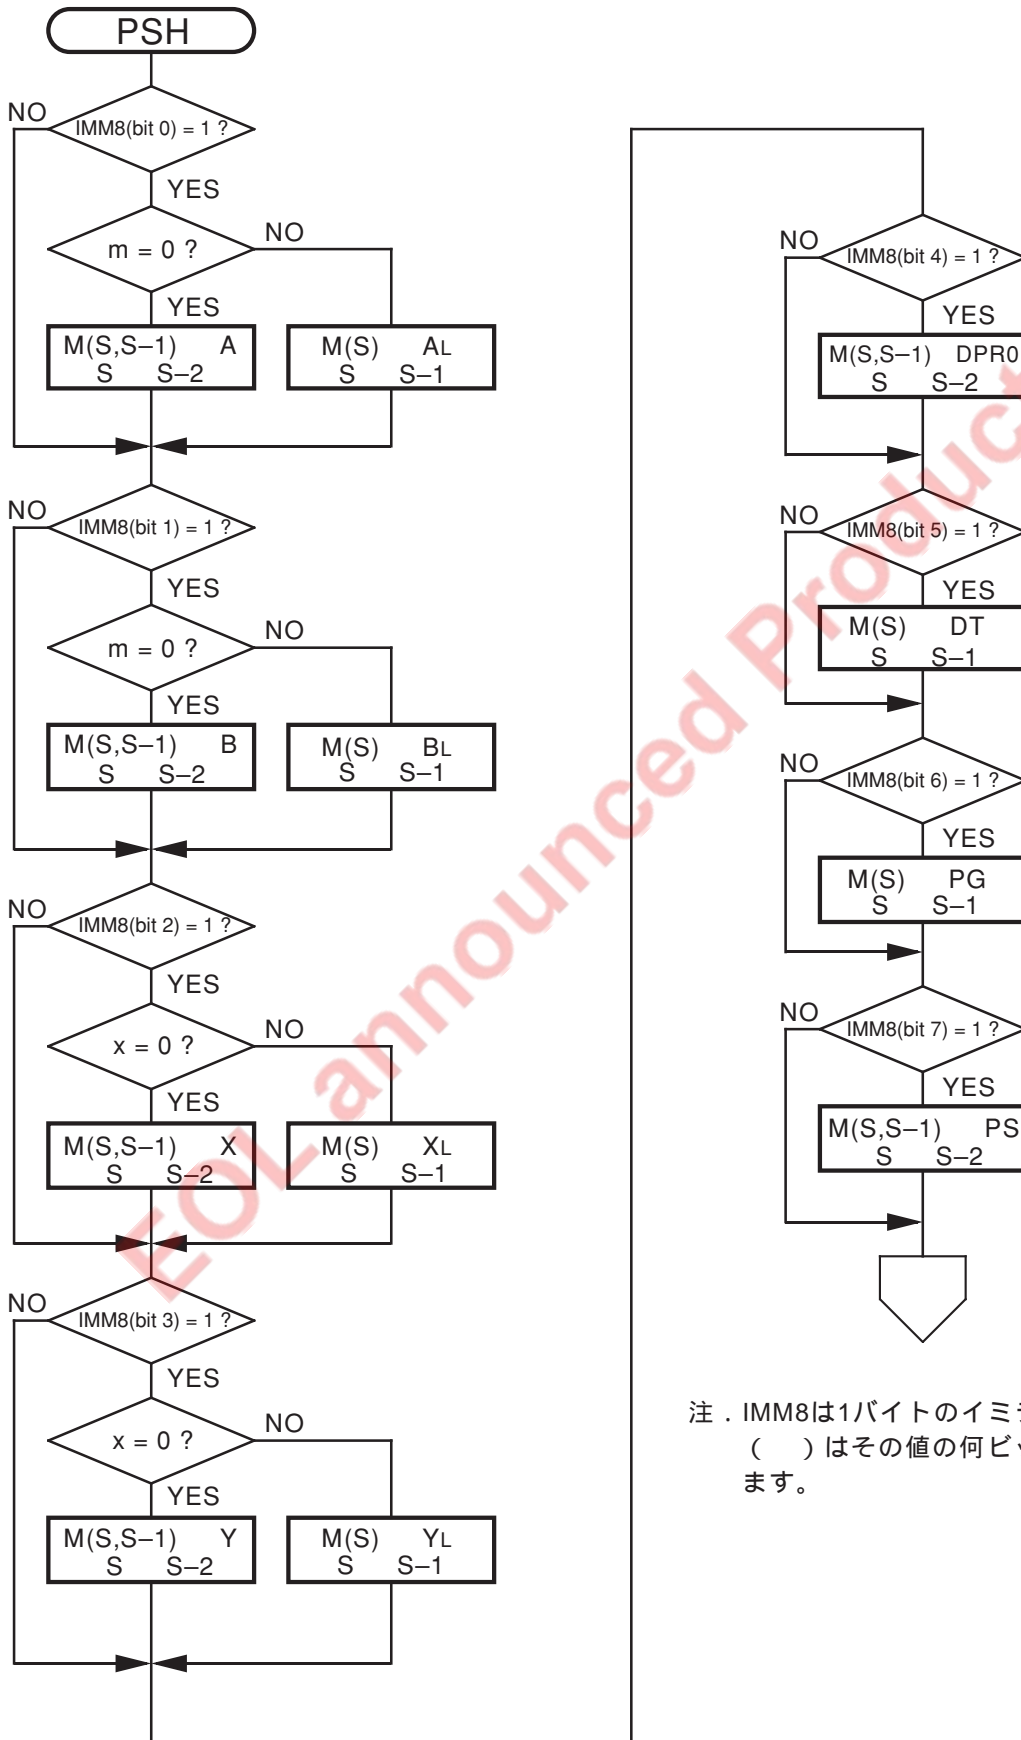 PSH
IMM8(bit 0) = 1 ?
NO
YES
m = 0 ?
NO
YES
M(S,S–1) A
S S–2
M(S) AL
S S–1
IMM8(bit 1) = 1 ?
NO
YES
m = 0 ?
NO
YES
M(S,S–1) B
S S–2
M(S) BL
S S–1
IMM8(bit 2) = 1 ?
NO
YES
x = 0 ?
NO
YES
M(S,S–1) X
S S–2
M(S) XL
S S–1
IMM8(bit 3) = 1 ?
NO
YES
x = 0 ?
NO
YES
M(S,S–1) Y
S S–2
M(S) YL
S S–1
NO
IMM8(bit 4) = 1 ?
YES
M(S,S–1) DPR0
S S–2
NO
IMM8(bit 5) = 1 ?
YES
M(S) DT
S S–1
NO
IMM8(bit 6) = 1 ?
YES
M(S) PG
S S–1
NO
IMM8(bit 7) = 1 ?
YES
M(S,S–1) PS
S S–2
注．IMM8は1バイトのイミ
（　）はその値の何ビ
ます。
EOL announced Product